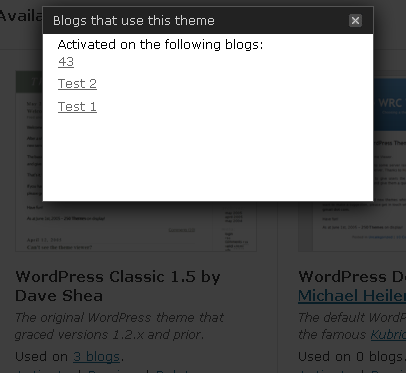 Availa
Blogs that use this theme
Activated on the following blogs:
43
Test 2
Test 1
WRC
WordPress Classic 1.5 by
Dave Shea
The original WordPress theme that
graced versions 1.2.x and prior.
Used on 3 blogs.
WordPress De
Michael Heiler
The default WordP
the famous Kubric
Used on 0 blogs.